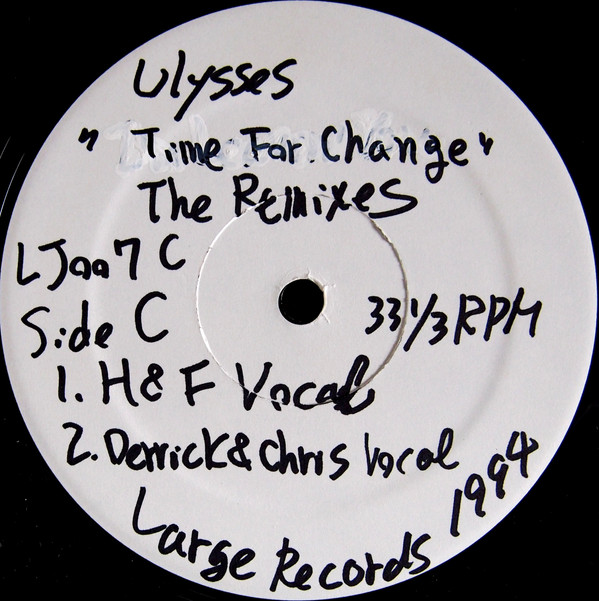 Ulysses
"Time For Change"
The Remixes
LJaa7 C
Side C
33 1/3 RPM
1. H&F Vocal
2. Derrick & Chris Vocal
Large Records 1994